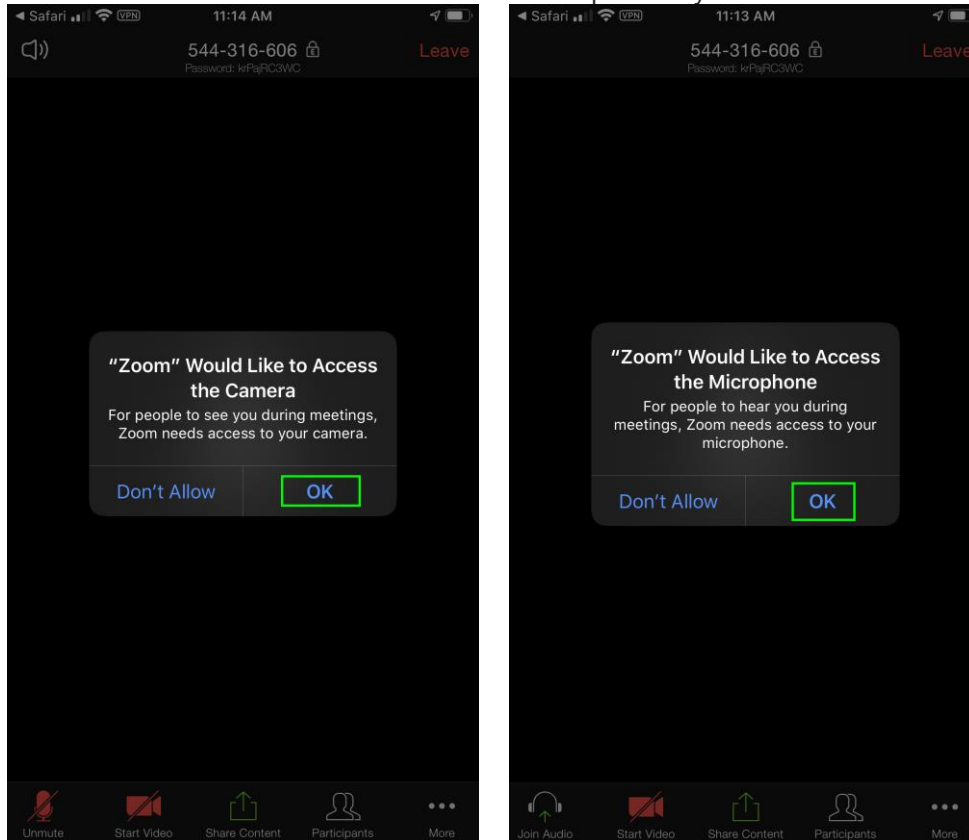 Safari VPN 11:14 AM
544-316-606 E Leave
Password: krPajRC3WC
"Zoom" Would Like to Access
the Camera
For people to see you during meetings,
Zoom needs access to your camera.
Don't Allow OK
Unmute Start Video Share Content Participants More
Safari VPN 11:13 AM
544-316-606 E Leave
Password: krPajRC3WC
"Zoom" Would Like to Access
the Microphone
For people to hear you during
meetings, Zoom needs access to your
microphone.
Don't Allow OK
Join Audio Start Video Share Content Participants More